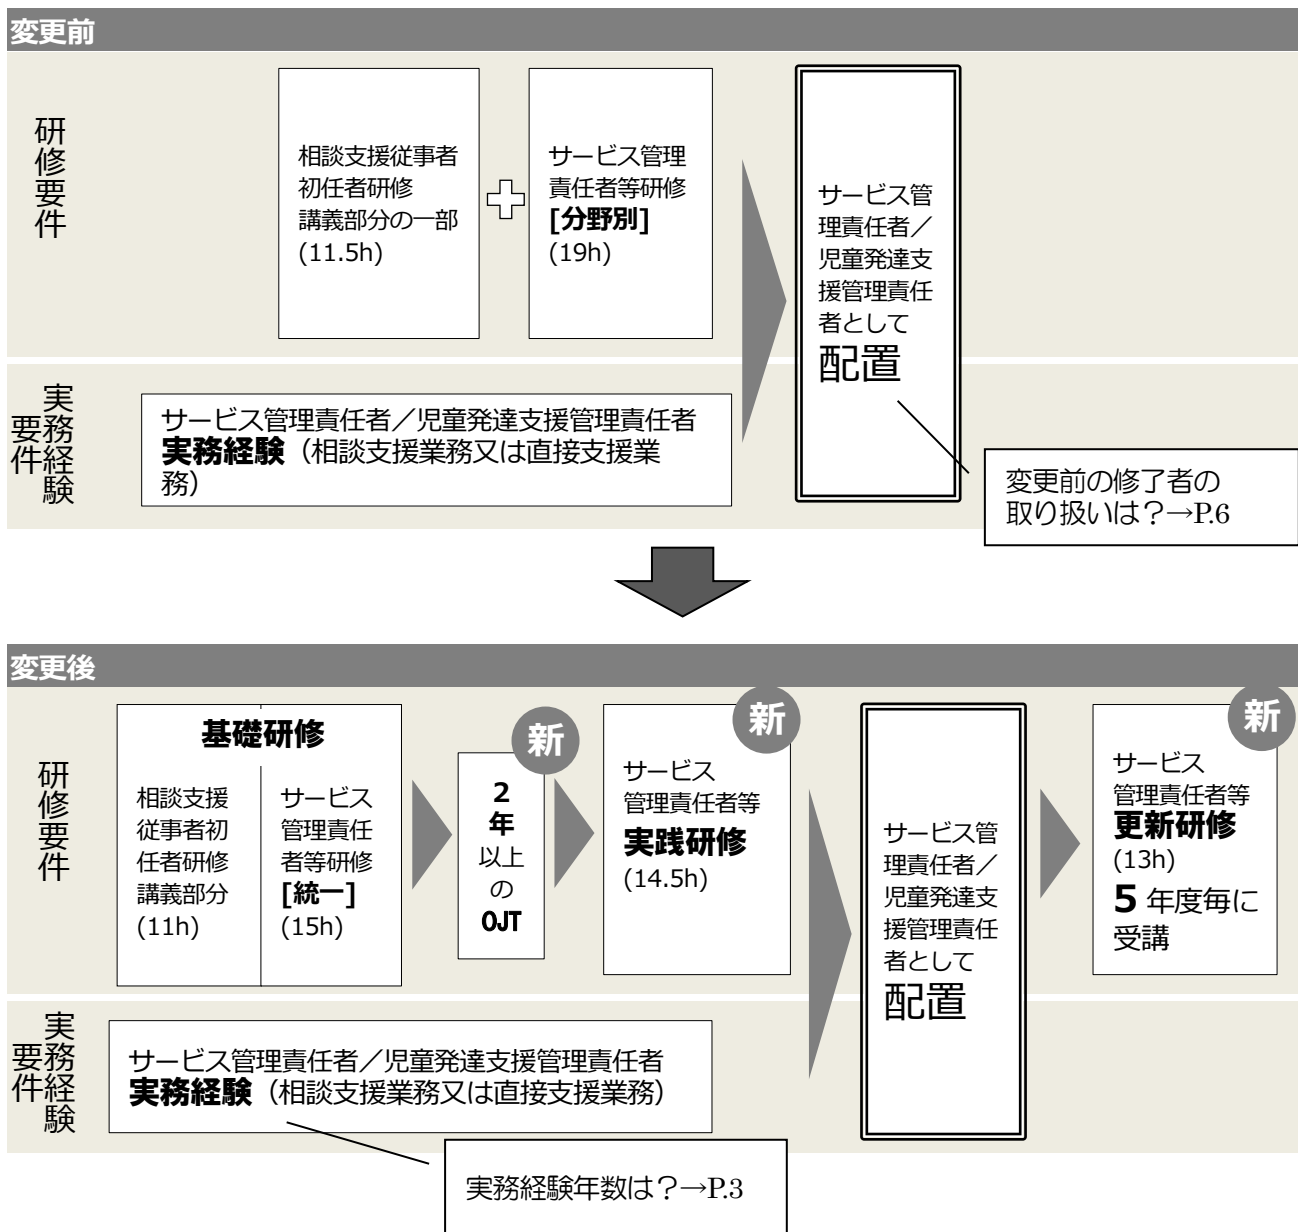 変更前
研修要件
相談支援従事者
初任者研修
講義部分の一部
(11.5h)
サービス管理
責任者等研修
[分野別]
(19h)
サービス管
理責任者／
児童発達支
援管理責任
者として
配置
実務経験
要件
サービス管理責任者／児童発達支援管理責任者
実務経験（相談支援業務又は直接支援業
務）
変更前の修了者の
取り扱いは？→P.6
変更後
研修要件
基礎研修
相談支援
従事者初
任者研修
講義部分
(11h)
サービス
管理責任
者等研修
[統一]
(15h)
新
2
年
以上
の
OJT
新
サービス
管理責任者等
実践研修
(14.5h)
サービス管
理責任者／
児童発達支
援管理責任
者として
配置
新
サービス
管理責任者等
更新研修
(13h)
5 年度毎に
受講
実務経験
要件
サービス管理責任者／児童発達支援管理責任者
実務経験（相談支援業務又は直接支援業務）
実務経験年数は？→P.3